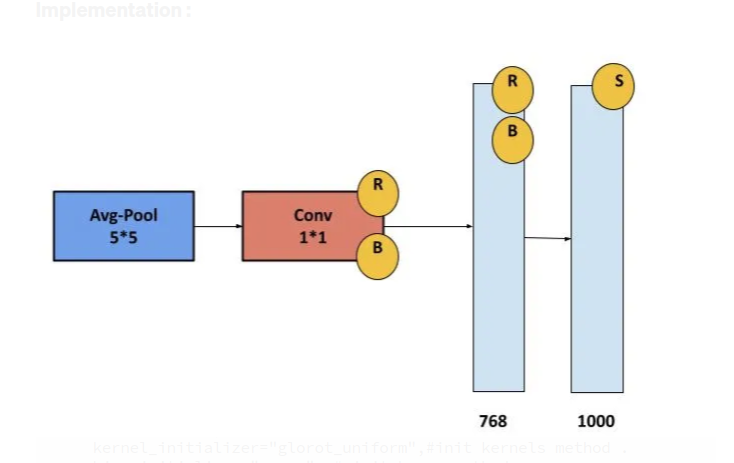 Implementation:
R
S
B
R
Avg-Pool
5*5
Conv
1*1
B
768
1000
kernel_initializer="glorot_uniform",#init kernels method .